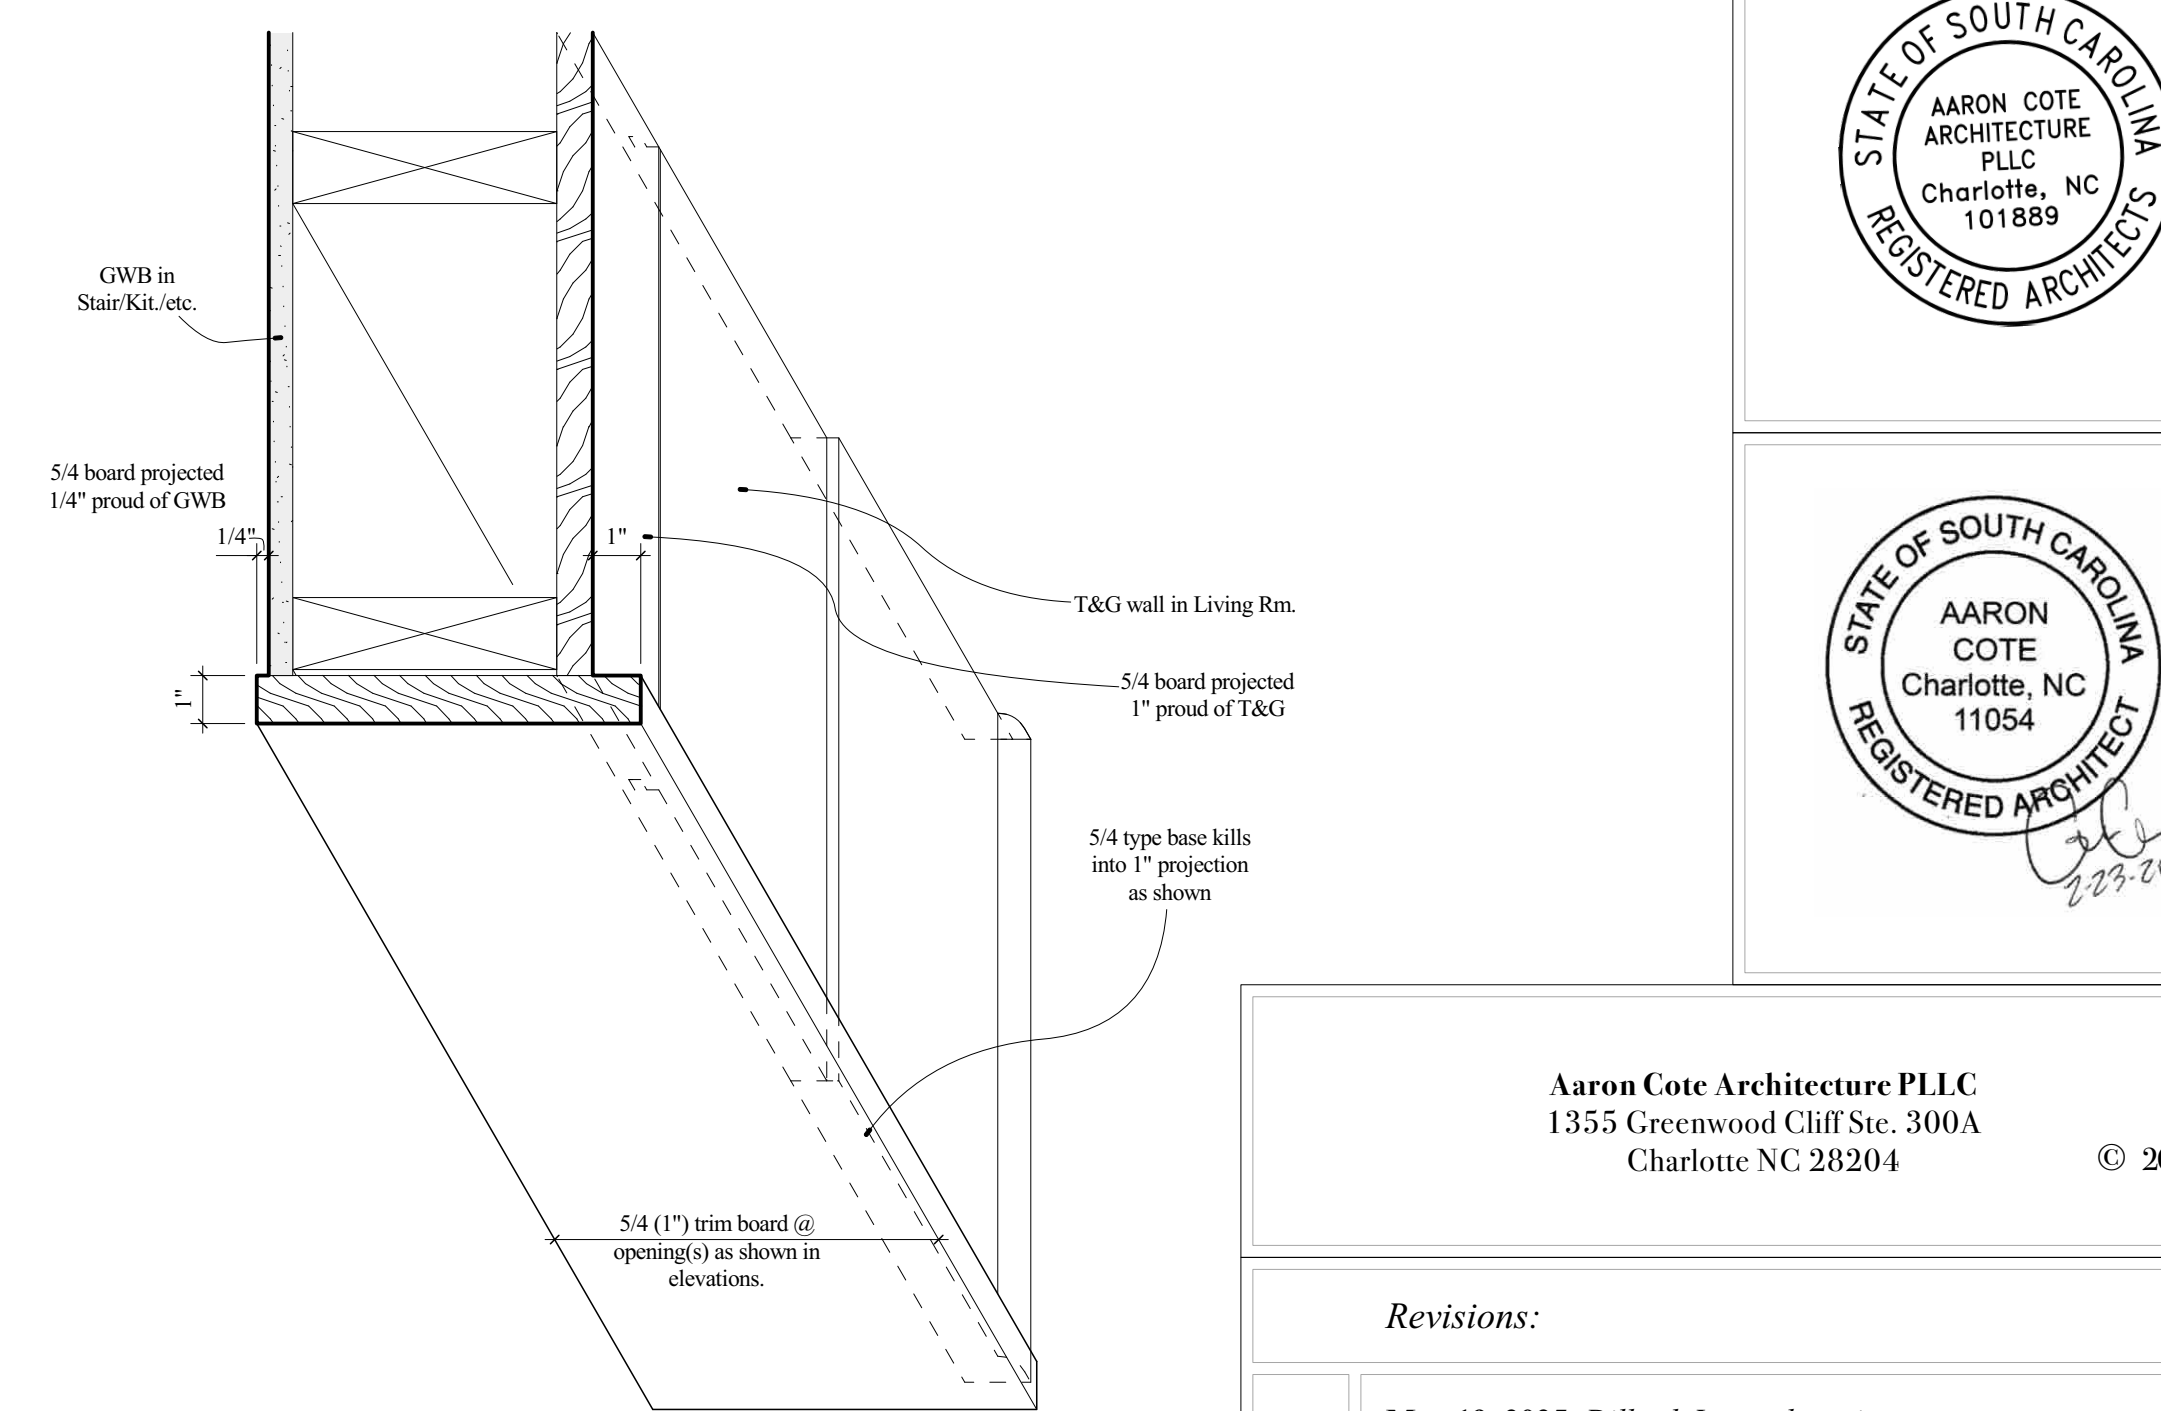 GWB in
Stair/Kit./etc.
5/4 board projected
1/4" proud of GWB
1/4"
1"
1"
T&G wall in Living Rm.
5/4 board projected
1" proud of T&G
5/4 type base kills
into 1" projection
as shown
5/4 (1") trim board @
opening(s) as shown in
elevations.
STATE OF SOUTH CAROLINA
AARON COTE
ARCHITECTURE
PLLC
Charlotte, NC
101889
REGISTERED ARCHITECTS
STATE OF SOUTH CAROLINA
AARON
COTE
Charlotte, NC
11054
REGISTERED ARCHITECT
Aaron Cote Architecture PLLC
1355 Greenwood Cliff Ste. 300A
Charlotte NC 28204
©
Revisions: